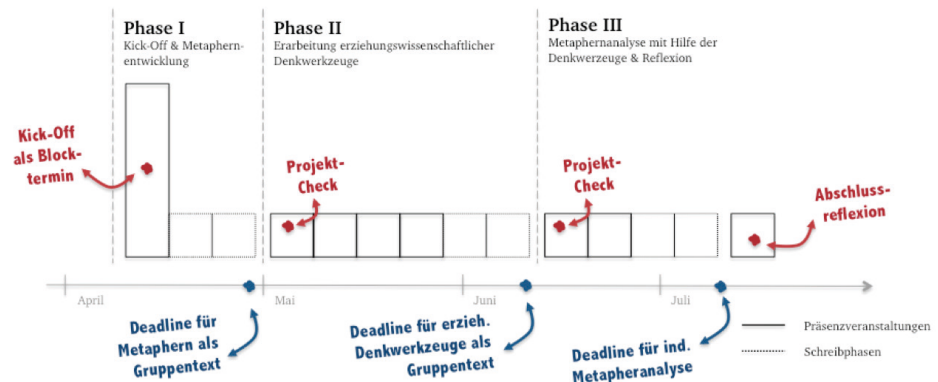 Phase I
Kick-Off & Metaphern-
entwicklung
Phase II
Erarbeitung erziehungswissenschaftlicher
Denkwerkzeuge
Phase III
Metaphernanalyse mit Hilfe der
Denkwerzeuge & Reflexion
Kick-Off
als Block-
termin
Projekt-
Check
Projekt-
Check
Abschluss-
reflexion
April
Mai
Juni
Juli
Deadline für
Metaphern als
Gruppentext
Deadline für erzieh.
Denkwerkzeuge als
Gruppentext
Deadline für ind.
Metapheranalyse
Präsenzveranstaltungen
Schreibphasen